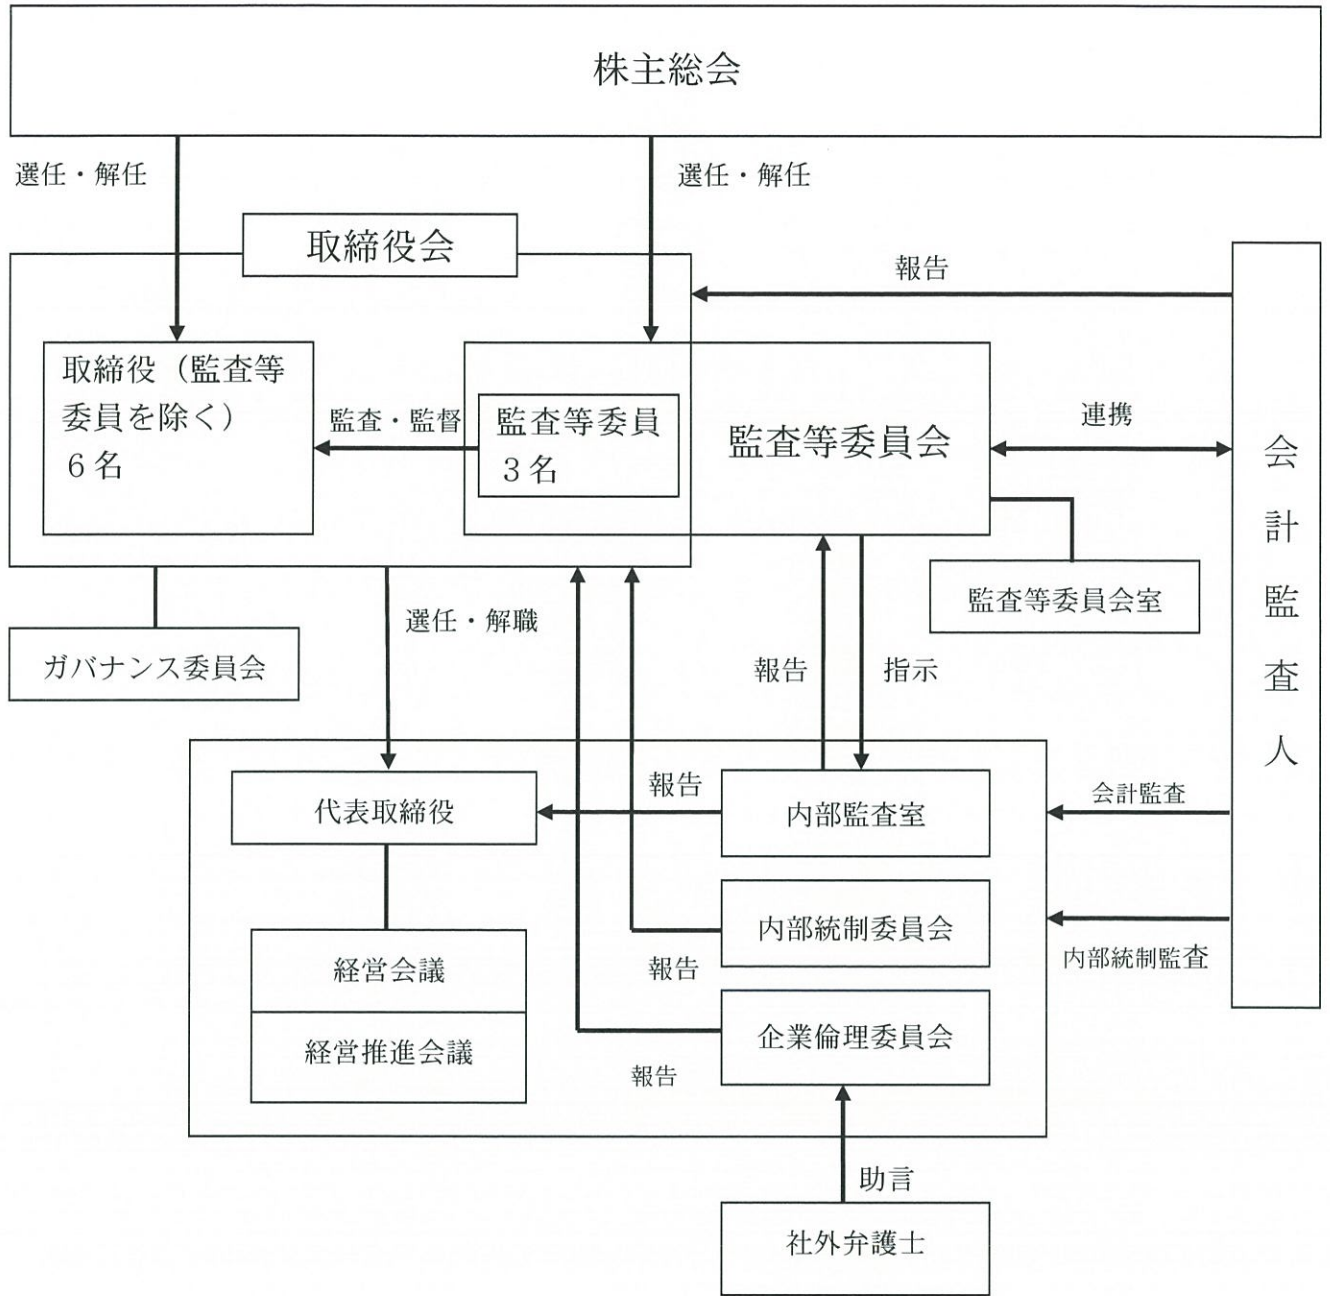 株主総会
選任・解任
選任・解任
取締役会
報告
取締役（監査等
委員を除く）
６名
監査・監督
監査等委員
３名
監査等委員会
連携
会計監査人
監査等委員会室
選任・解職
ガバナンス委員会
報告
指示
代表取締役
報告
内部監査室
会計監査
内部統制委員会
報告
内部統制監査
経営会議
経営推進会議
企業倫理委員会
報告
助言
社外弁護士